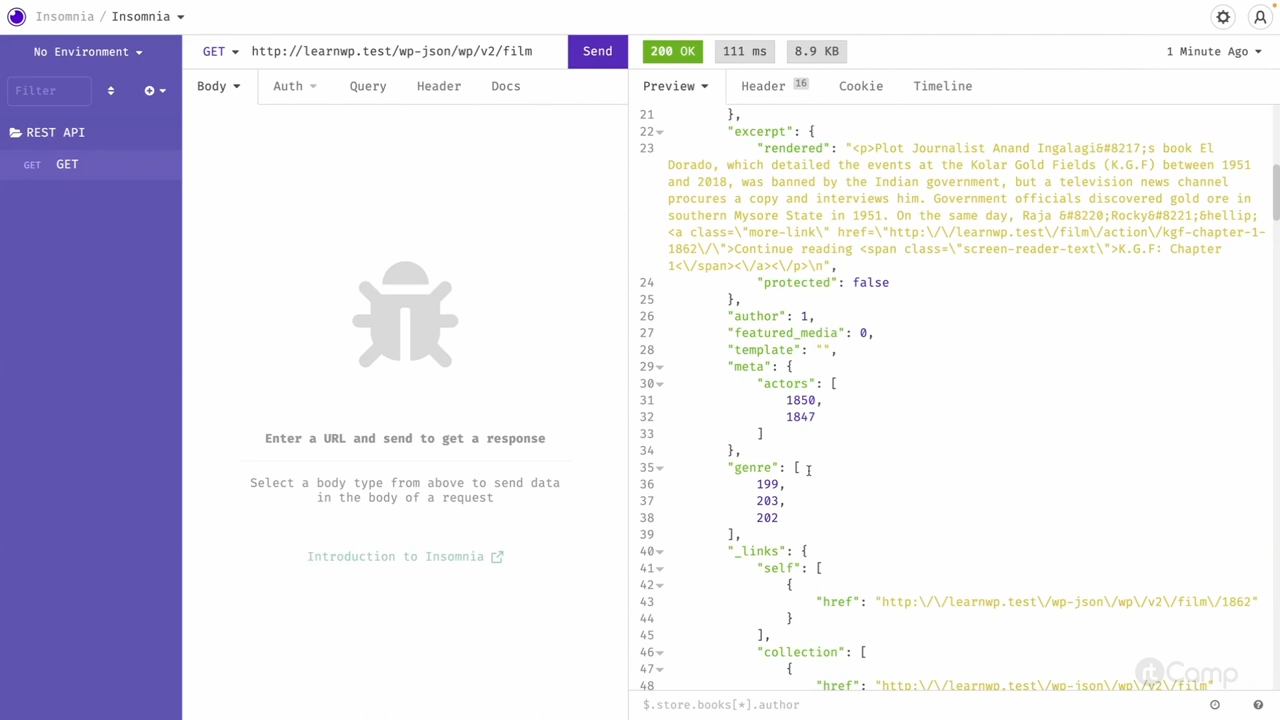 Insomnia / Insomnia
No Environment
GET http://learnwp.test/wp-json/wp/v2/film Send
200 OK 111 ms 8.9 KB 1 Minute Ago
Filter
Body Auth Query Header Docs
Preview Header 16 Cookie Timeline
REST API
GET GET
Enter a URL and send to get a response
Select a body type from above to send data
in the body of a request
Introduction to Insomnia
21 },
22 "excerpt": {
23 "rendered": "<p>Plot Journalist Anand Ingalagi&#8217;s book El
Dorado, which detailed the events at the Kolar Gold Fields (K.G.F) between 1951
and 2018, was banned by the Indian government, but a television news channel
procures a copy and interviews him. Government officials discovered gold ore in
southern Mysore State in 1951. On the same day, Raja &#8220;Rocky&#8221;&hellip;
<a class=\"more-link\" href=\"http:\/\/learnwp.test\/film\/action\/kgf-chapter-1-
1862\/\">Continue reading <span class=\"screen-reader-text\">K.G.F: Chapter
1<\/span><\/a><\/p>\n",
24 "protected": false
25 },
26 "author": 1,
27 "featured_media": 0,
28 "template": "",
29 "meta": {
30 "actors": [
31 1850,
32 1847
33 ]
34 },
35 "genre": [
36 199,
37 203,
38 202
39 ],
40 "_links": {
41 "self": [
42 {
43 "href": "http:\/\/learnwp.test\/wp-json\/wp\/v2\/film\/1862"
44 }
45 ],
46 "collection": [
47 {
48 "href": "http:\/\/learnwp.test\/wp-json\/wp\/v2\/film"
rtCamp
$.store.books[*].author